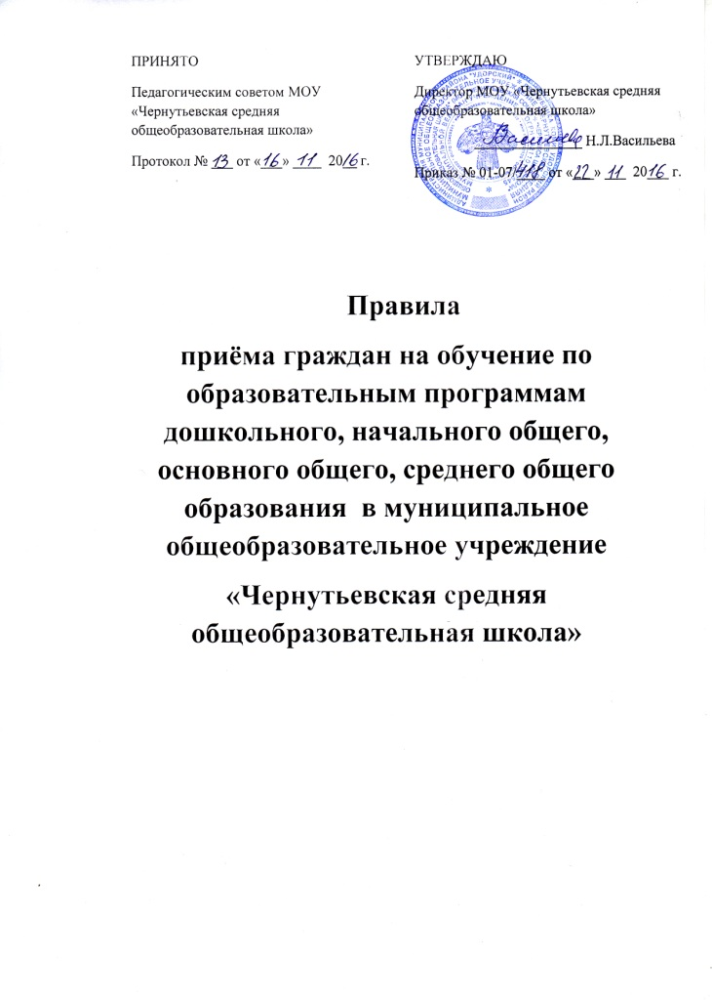 ПРИНЯТО
Педагогическим советом МОУ
«Чернутьевская средняя
общеобразовательная школа»
Протокол № 13 от «16» 11 2016 г.
УТВЕРЖДАЮ
Директор МОУ «Чернутьевская средняя
общеобразовательная школа»
Васильева Н.Л.Васильева
Приказ № 01-07/418 от «22» 11 2016 г.
Правила
приёма граждан на обучение по
образовательным программам
дошкольного, начального общего,
основного общего, среднего общего
образования в муниципальное
общеобразовательное учреждение
«Чернутьевская средняя
общеобразовательная школа»